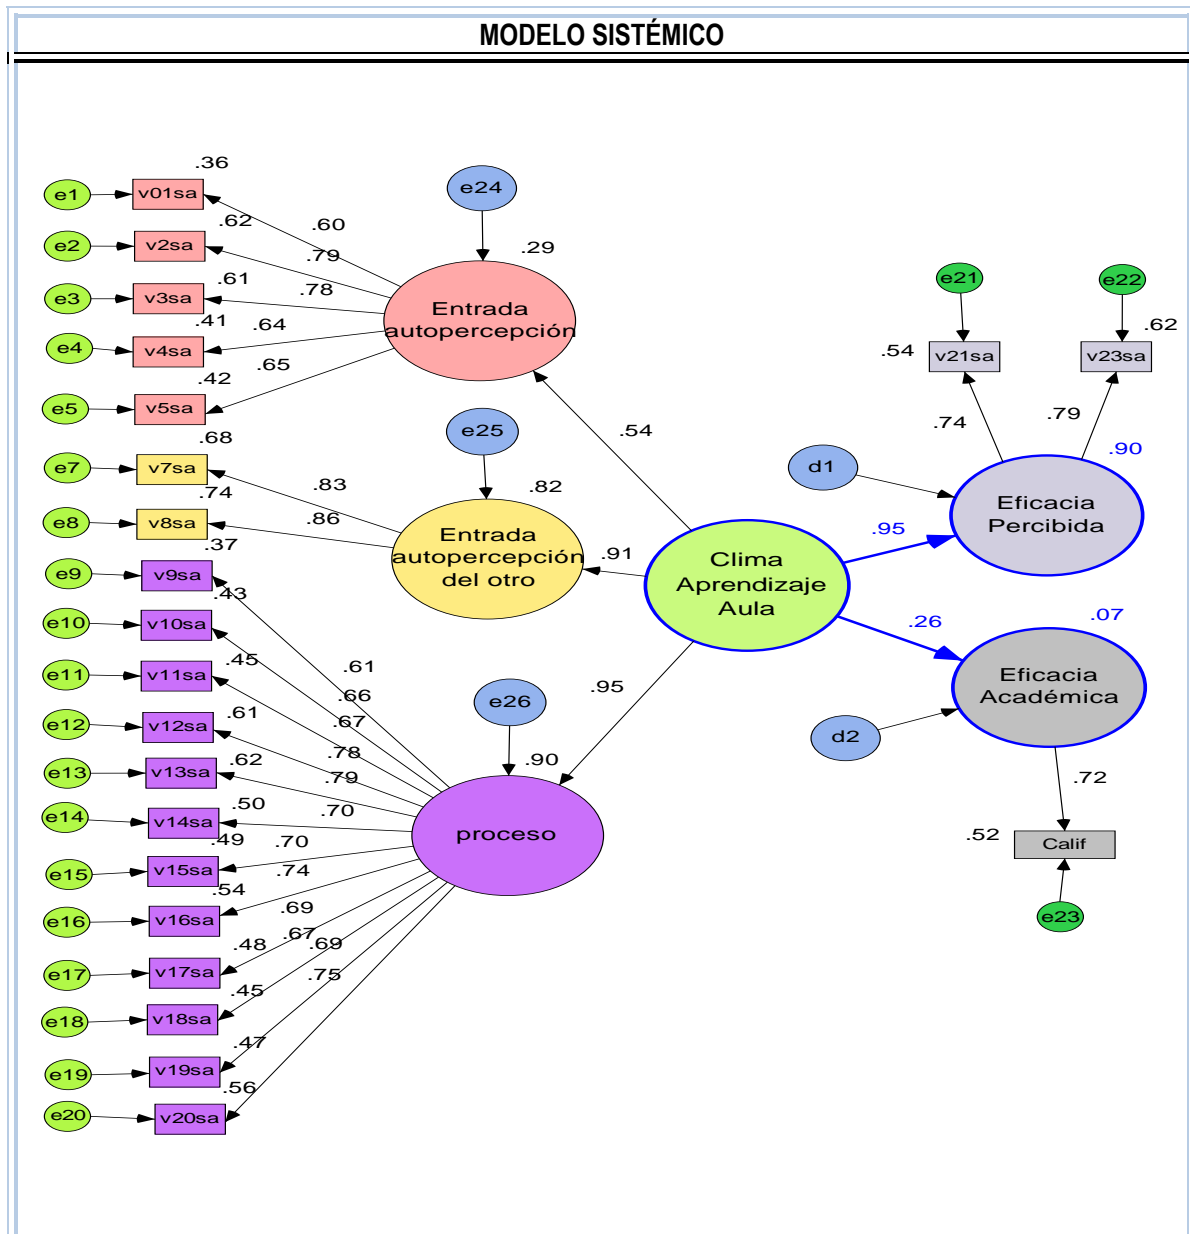 MODELO SISTÉMICO
.36
e1
v01sa
e24
.60
.62
e2
v2sa
.79
.29
.61
e3
v3sa
.78
Entrada
autopercepción
.41
.64
e4
v4sa
.65
.42
e5
v5sa
.68
e25
.54
e7
v7sa
.74
.83
.82
e8
v8sa
.86
Entrada
autopercepción
del otro
.37
e9
v9sa
.43
.91
Clima
Aprendizaje
Aula
e10
v10sa
.45
.61
e11
v11sa
.66
e26
.95
.61
e12
v12sa
.67
.78
.62
e13
v13sa
.79
.90
.50
e14
v14sa
.70
proceso
.49
e15
v15sa
.70
.74
.54
e16
v16sa
.69
.67
.69
.48
e17
v17sa
.75
.45
e18
v18sa
.47
e19
v19sa
.56
e20
v20sa
e21
e22
.62
.54
v21sa
v23sa
.74
.79
.90
d1
Eficacia
Percibida
.95
.26
.07
Eficacia
Académica
d2
.72
.52
Calif
e23